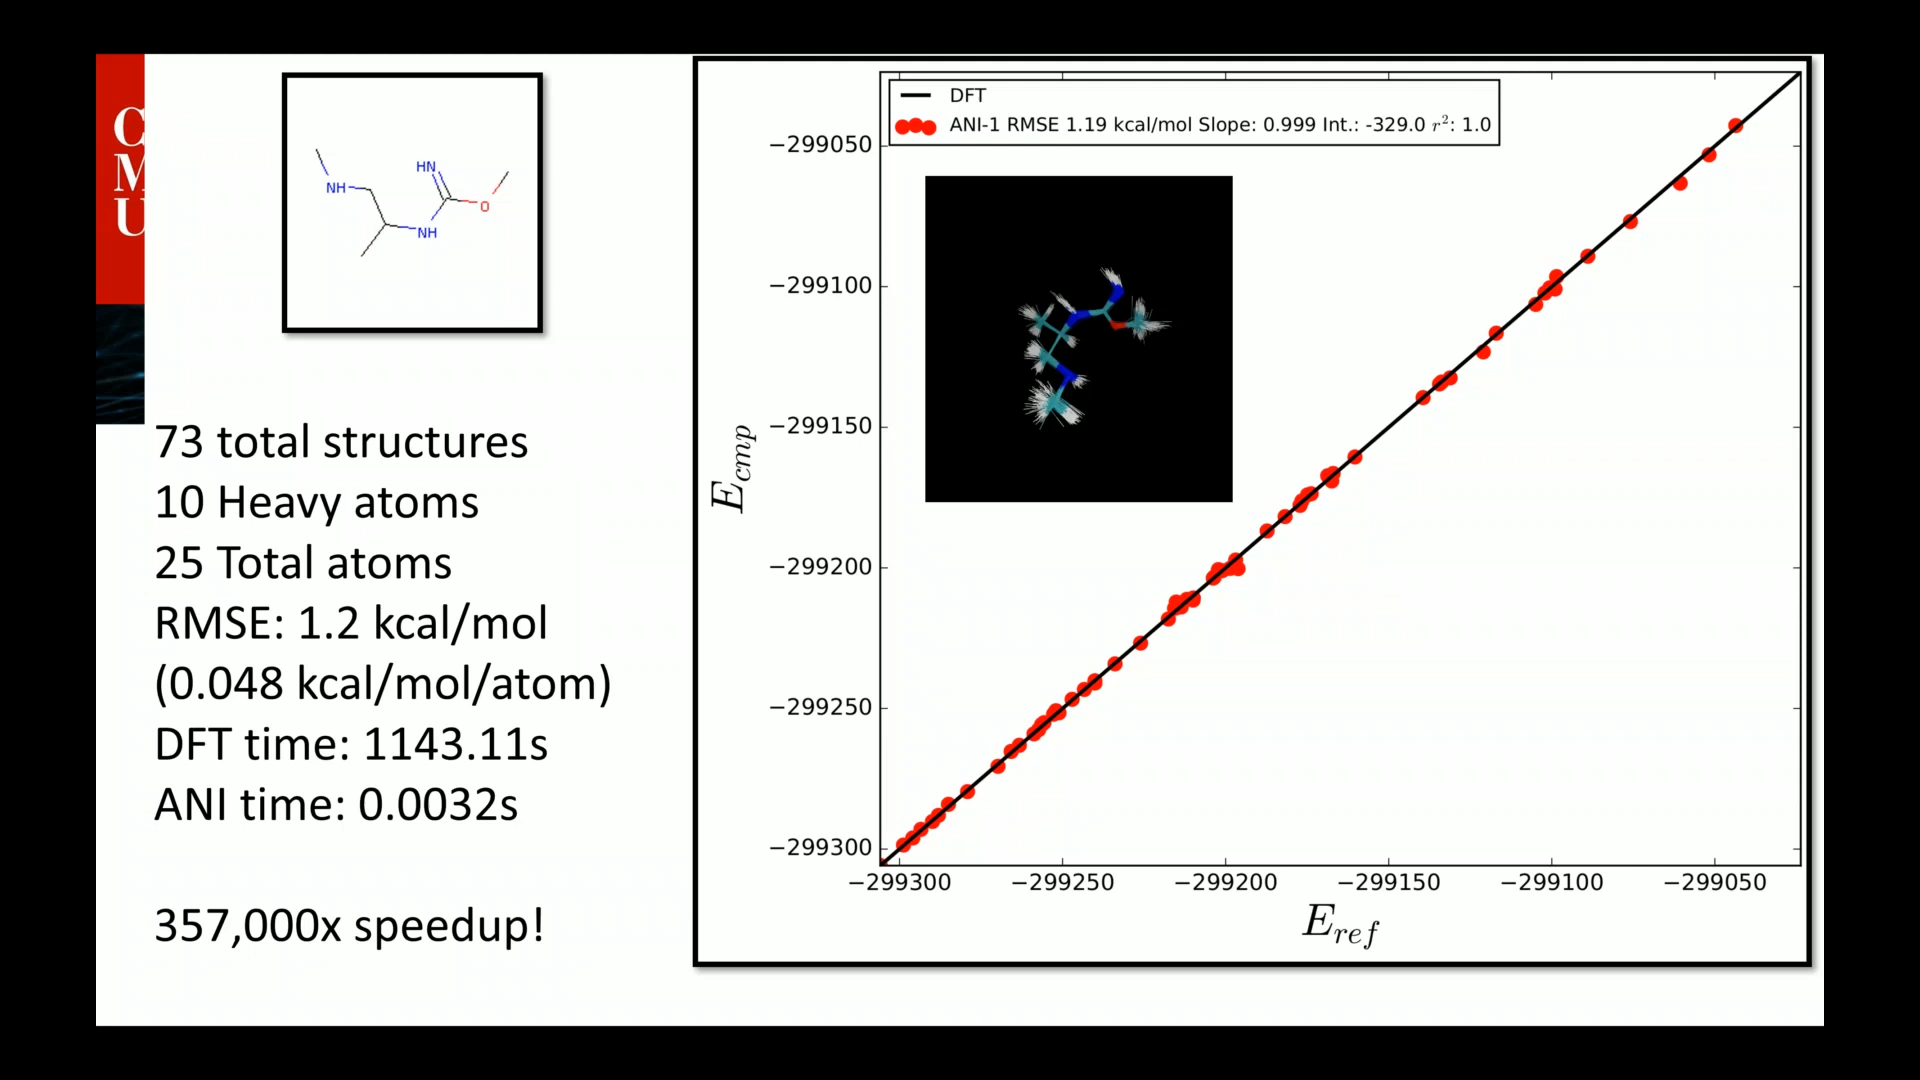 C
M
U
NH
HN
O
NH
73 total structures
10 Heavy atoms
25 Total atoms
RMSE: 1.2 kcal/mol
(0.048 kcal/mol/atom)
DFT time: 1143.11s
ANI time: 0.0032s
357,000x speedup!
DFT
ANI-1 RMSE 1.19 kcal/mol Slope: 0.999 Int.: -329.0 r²: 1.0
−299050
−299100
−299150
−299200
−299250
−299300
E_cmp
−299300 −299250 −299200 −299150 −299100 −299050
E_ref